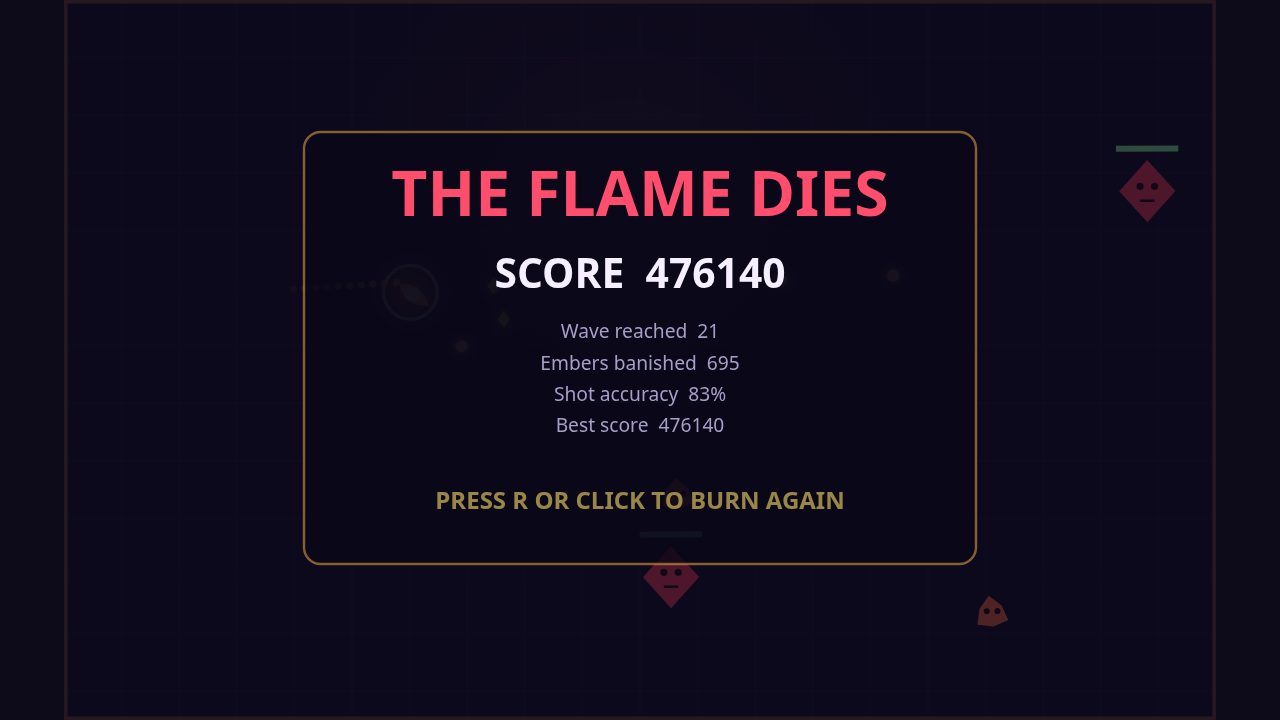 THE FLAME DIES
SCORE 476140
Wave reached 21
Embers banished 695
Shot accuracy 83%
Best score 476140
PRESS R OR CLICK TO BURN AGAIN